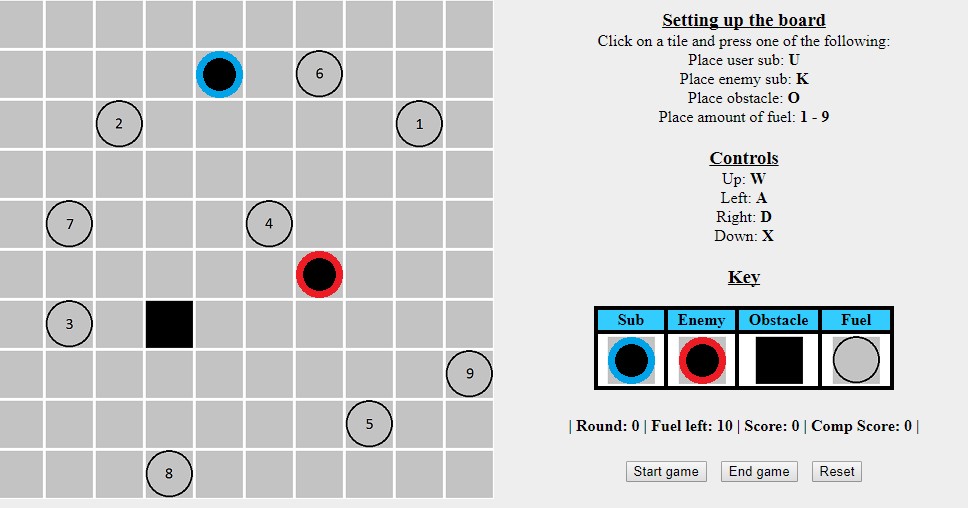 6
2
1
7
4
3
9
5
8
Setting up the board
Click on a tile and press one of the following:
Place user sub: U
Place enemy sub: K
Place obstacle: O
Place amount of fuel: 1 - 9
Controls
Up: W
Left: A
Right: D
Down: X
Key
Sub Enemy Obstacle Fuel
| Round: 0 | Fuel left: 10 | Score: 0 | Comp Score: 0 |
Start game End game Reset